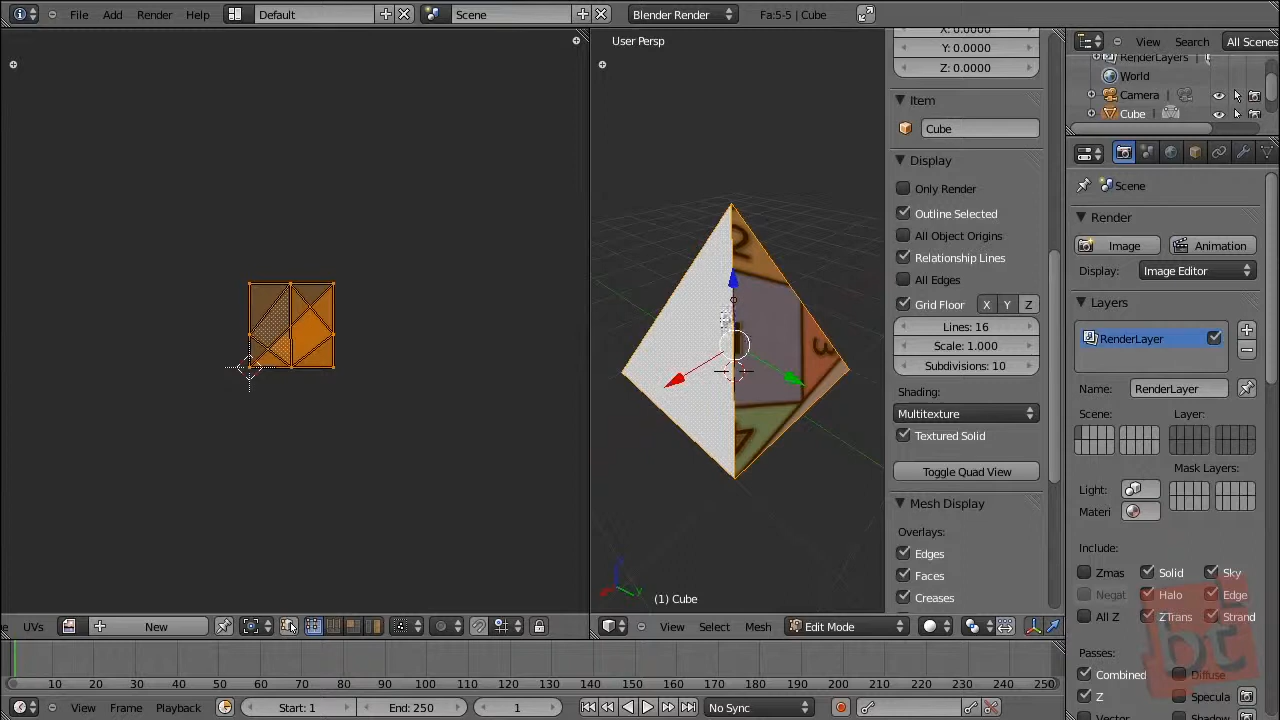 File Add Render Help Default Scene Blender Render Fa:5-5 | Cube
View Search All Scenes
RenderLayers
World
Camera
Cube
User Persp
X: 0.0000
Y: 0.0000
Z: 0.0000
Item
Cube
Display
Only Render
Outline Selected
All Object Origins
Relationship Lines
All Edges
Grid Floor X Y Z
Lines: 16
Scale: 1.000
Subdivisions: 10
Shading:
Multitexture
Textured Solid
Toggle Quad View
Mesh Display
Overlays:
Edges
Faces
Creases
2
3
(1) Cube
Scene
Render
Image Animation
Display: Image Editor
Layers
RenderLayer
Name: RenderLayer
Scene: Layer:
Mask Layers:
Light:
Materi
Include:
Zmas Solid Sky
Negat Halo Edge
All Z ZTrans Strand
Passes:
Combined Diffuse
Z Specula
Vector Shadow
bt
UVs New
View Select Mesh Edit Mode
10 20 30 40 50 60 70 80 90 100 110 120 130 140 150 160 170 180 190 200 210 220 230 240 250
View Frame Playback Start: 1 End: 250 1 No Sync